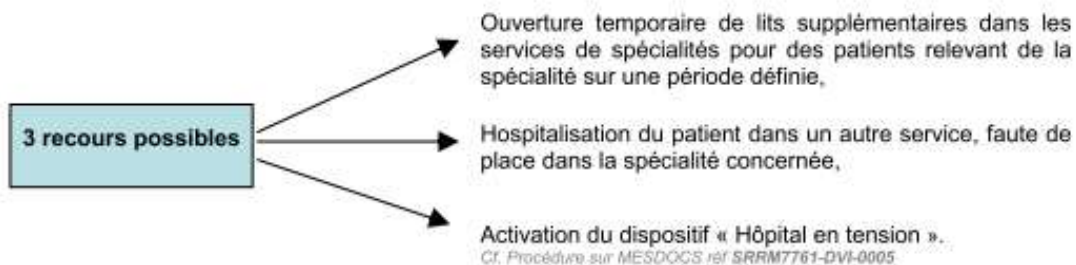 Ouverture temporaire de lits supplémentaires dans les
services de spécialités pour des patients relevant de la
spécialité sur une période définie,
3 recours possibles
Hospitalisation du patient dans un autre service, faute de
place dans la spécialité concernée,
Activation du dispositif « Hôpital en tension ».
Cf. Procédure sur MESDOCS réf SRRM7761-DVI-0005